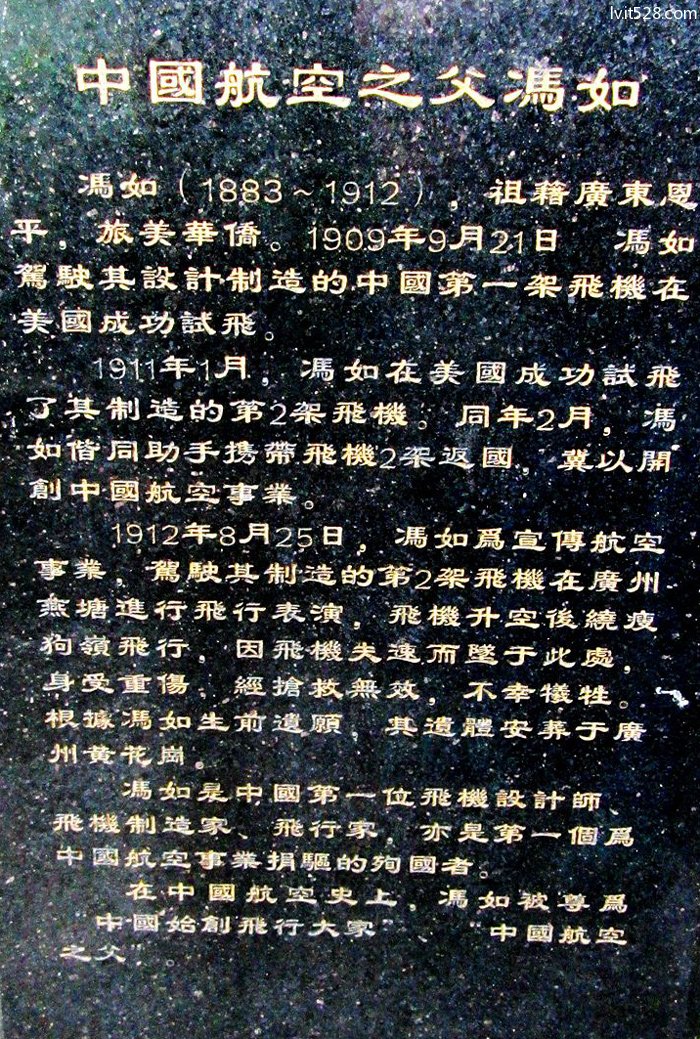 lvit528.com
中國航空之父馮如
馮如（1883～1912），祖籍廣東恩
平，旅美華僑。1909年9月21日 馮如
駕駛其設計制造的中國第一架飛機在
美國成功試飛。
1911年1月，馮如在美國成功試飛
了其制造的第2架飛機。同年2月，馮
如偕同助手携帶飛機2架返國，冀以開
創中國航空事業。
1912年8月25日，馮如爲宣傳航空
事業，駕駛其制造的第2架飛機在廣州
燕塘進行飛行表演，飛機升空後繞瘦
狗嶺飛行，因飛機失速而墜于此處，
身受重傷，經搶救無效，不幸犧牲。
根據馮如生前遺願，其遺體安葬于廣
州黄花崗。
馮如是中國第一位飛機設計師、
飛機制造家、飛行家，亦是第一個爲
中國航空事業捐驅的殉國者。
在中國航空史上，馮如被尊爲
“中國始創飛行大家”、“中國航空
之父”。